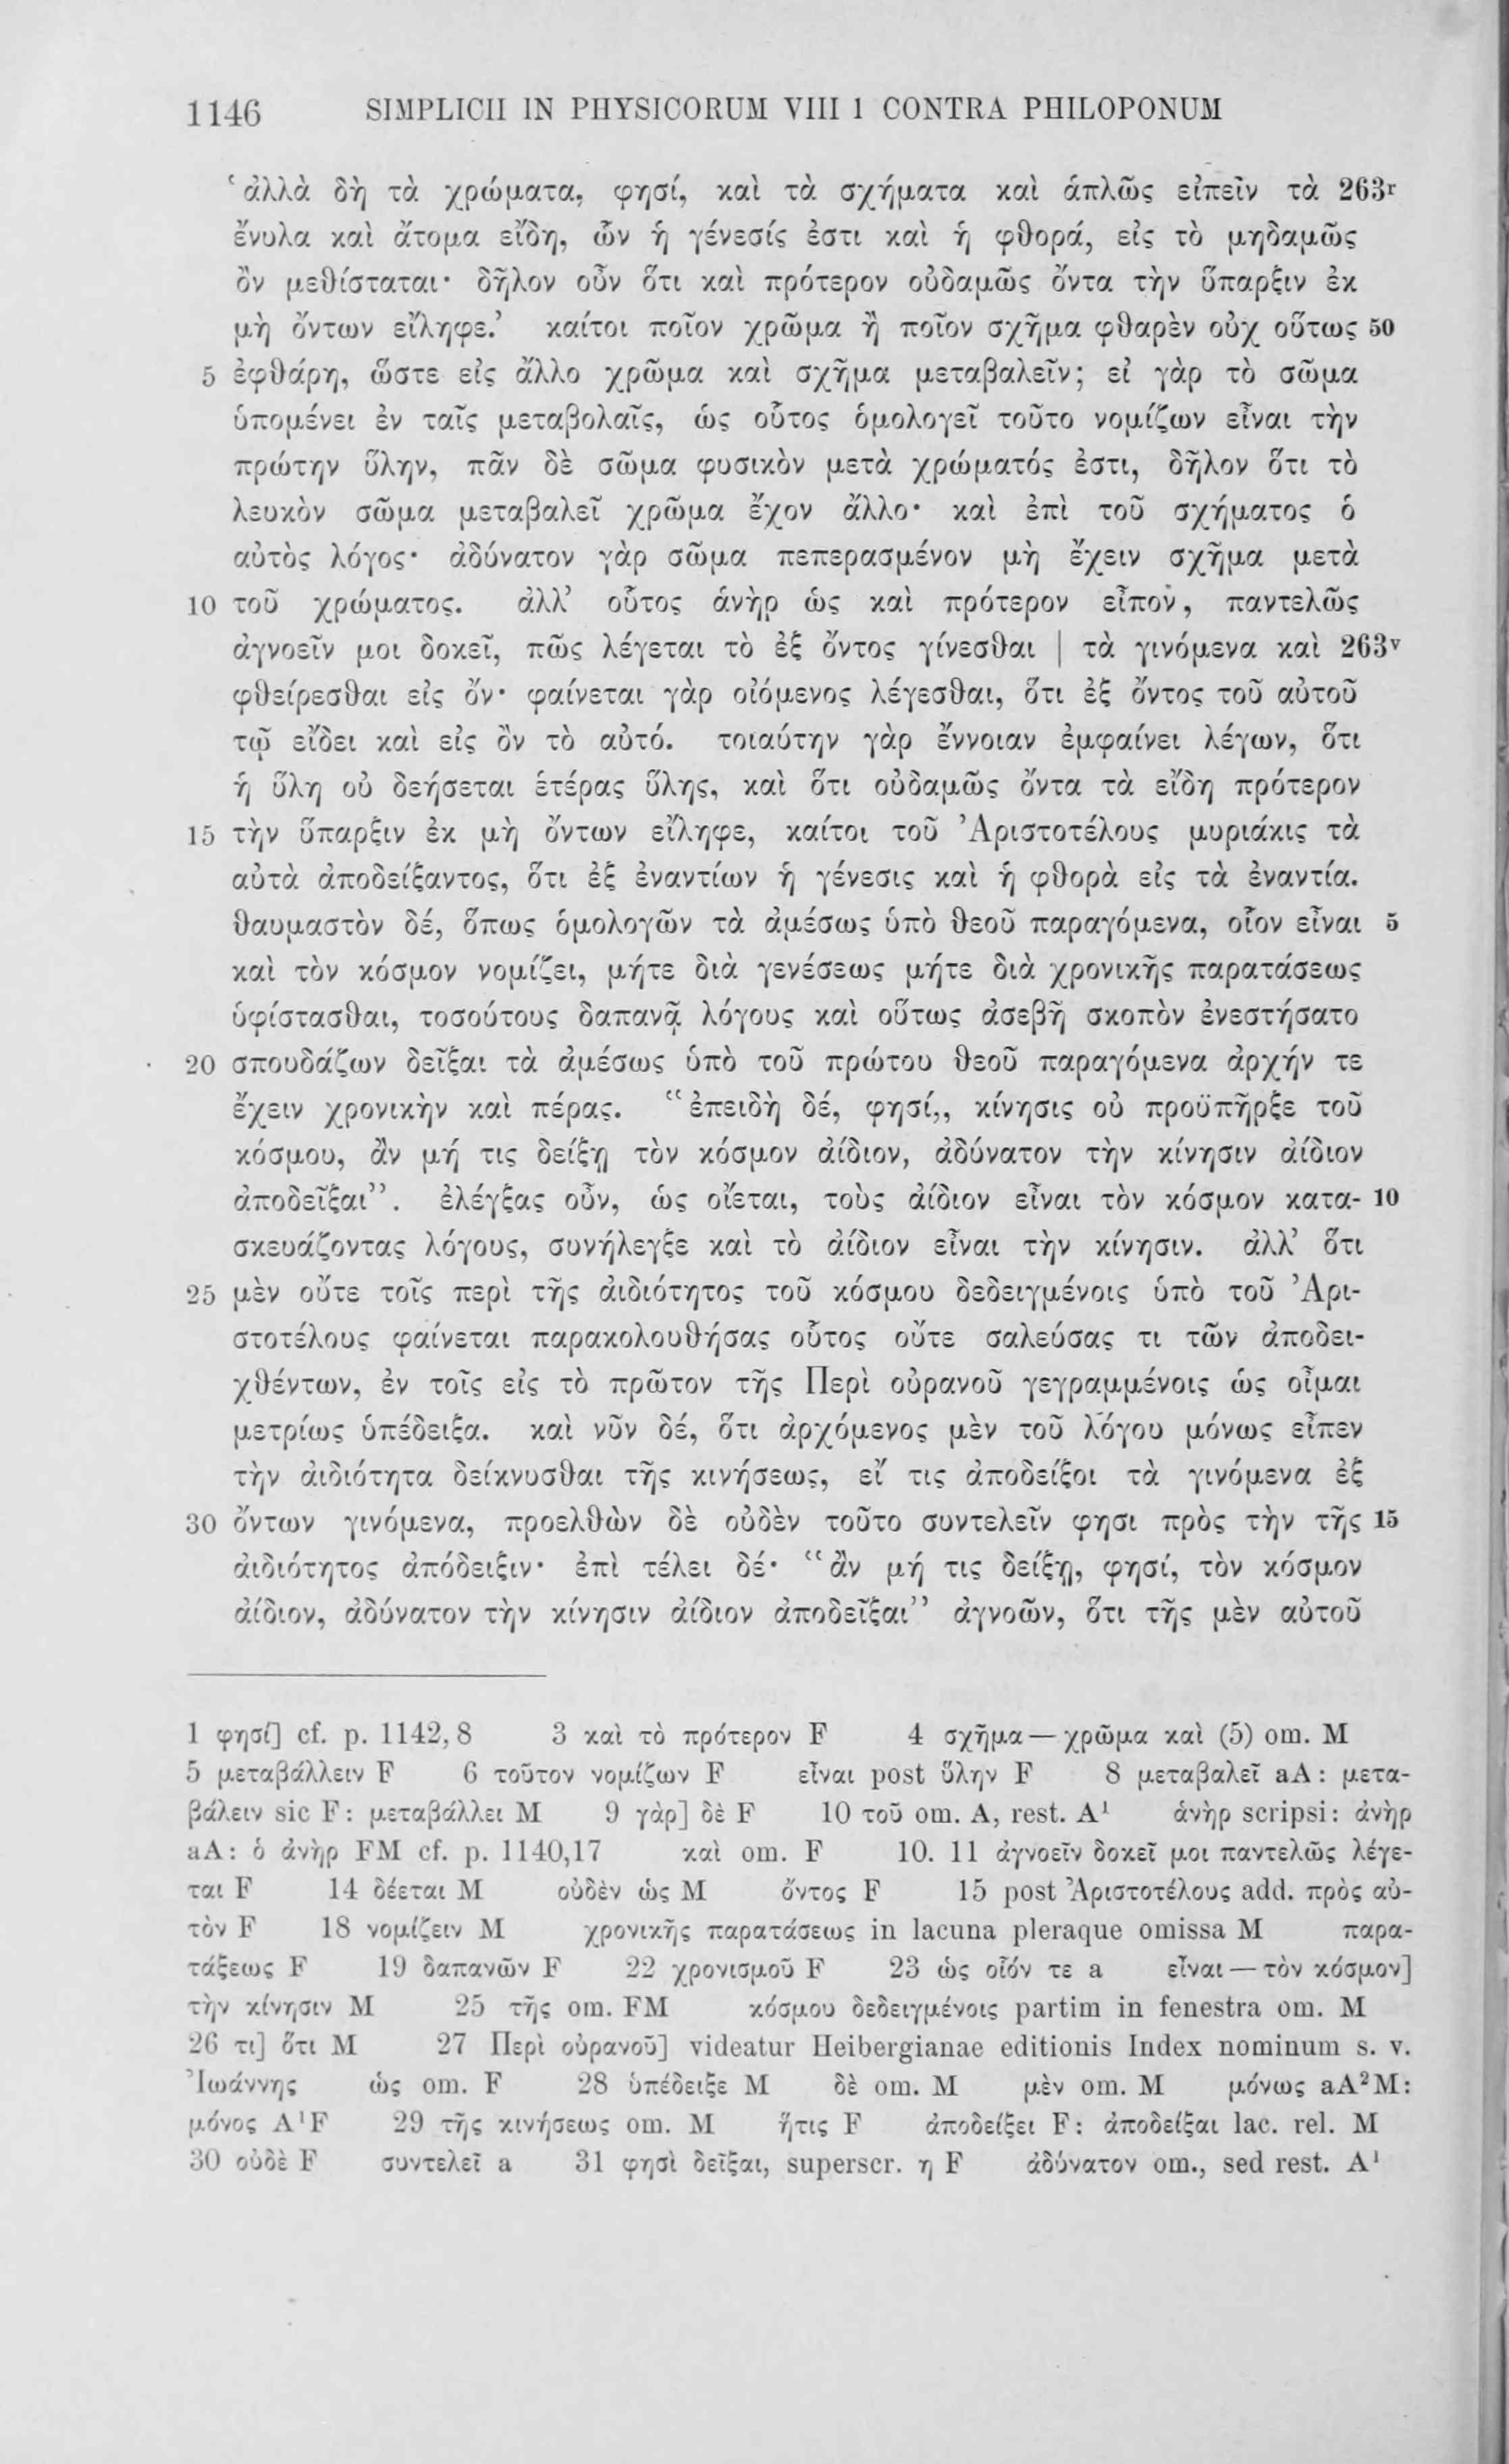 1146 SIMPLICII IN PHYSICORUM VIII 1 CONTRA PHILOPONUM
‘ἀλλὰ δὴ τὰ χρώματα, φησί, καὶ τὰ σχήματα καὶ ἁπλῶς εἰπεῖν τὰ 263r
ἔνυλα καὶ ἄτομα εἴδη, ὧν ἡ γένεσίς ἐστι καὶ ἡ φθορά, εἰς τὸ μηδαμῶς
ὂν μεθίσταται· δῆλον οὖν ὅτι καὶ πρότερον οὐδαμῶς ὄντα τὴν ὕπαρξιν ἐκ
μὴ ὄντων εἴληφε.’ καίτοι ποῖον χρῶμα ἢ ποῖον σχῆμα φθαρὲν οὐχ οὕτως 50
5 ἐφθάρη, ὥστε εἰς ἄλλο χρῶμα καὶ σχῆμα μεταβαλεῖν; εἰ γὰρ τὸ σῶμα
ὑπομένει ἐν ταῖς μεταβολαῖς, ὡς οὗτος ὁμολογεῖ τοῦτο νομίζων εἶναι τὴν
πρώτην ὕλην, πᾶν δὲ σῶμα φυσικὸν μετὰ χρώματός ἐστι, δῆλον ὅτι τὸ
λευκὸν σῶμα μεταβαλεῖ χρῶμα ἔχον ἄλλο· καὶ ἐπὶ τοῦ σχήματος ὁ
αὐτὸς λόγος· ἀδύνατον γὰρ σῶμα πεπερασμένον μὴ ἔχειν σχῆμα μετὰ
10 τοῦ χρώματος. ἀλλ’ οὗτος ἁνὴρ ὡς καὶ πρότερον εἶπον, παντελῶς
ἀγνοεῖν μοι δοκεῖ, πῶς λέγεται τὸ ἐξ ὄντος γίνεσθαι | τὰ γινόμενα καὶ 263v
φθείρεσθαι εἰς ὄν· φαίνεται γὰρ οἰόμενος λέγεσθαι, ὅτι ἐξ ὄντος τοῦ αὐτοῦ
τῷ εἴδει καὶ εἰς ὂν τὸ αὐτό. τοιαύτην γὰρ ἔννοιαν ἐμφαίνει λέγων, ὅτι
ἡ ὕλη οὐ δεήσεται ἑτέρας ὕλης, καὶ ὅτι οὐδαμῶς ὄντα τὰ εἴδη πρότερον
15 τὴν ὕπαρξιν ἐκ μὴ ὄντων εἴληφε, καίτοι τοῦ Ἀριστοτέλους μυριάκις τὰ
αὐτὰ ἀποδείξαντος, ὅτι ἐξ ἐναντίων ἡ γένεσις καὶ ἡ φθορὰ εἰς τὰ ἐναντία.
θαυμαστὸν δέ, ὅπως ὁμολογῶν τὰ ἀμέσως ὑπὸ θεοῦ παραγόμενα, οἷον εἶναι 5
καὶ τὸν κόσμον νομίζει, μήτε διὰ γενέσεως μήτε διὰ χρονικῆς παρατάσεως
ὑφίστασθαι, τοσούτους δαπανᾷ λόγους καὶ οὕτως ἀσεβῆ σκοπὸν ἐνεστήσατο
20 σπουδάζων δεῖξαι τὰ ἀμέσως ὑπὸ τοῦ πρώτου θεοῦ παραγόμενα ἀρχήν τε
ἔχειν χρονικὴν καὶ πέρας. “ἐπειδὴ δέ, φησί,, κίνησις οὐ προϋπῆρξε τοῦ
κόσμου, ἂν μή τις δείξῃ τὸν κόσμον ἀίδιον, ἀδύνατον τὴν κίνησιν ἀίδιον
ἀποδεῖξαι”. ἐλέγξας οὖν, ὡς οἴεται, τοὺς ἀίδιον εἶναι τὸν κόσμον κατα- 10
σκευάζοντας λόγους, συνήλεγξε καὶ τὸ ἀίδιον εἶναι τὴν κίνησιν. ἀλλ’ ὅτι
25 μὲν οὔτε τοῖς περὶ τῆς ἀιδιότητος τοῦ κόσμου δεδειγμένοις ὑπὸ τοῦ Ἀρι-
στοτέλους φαίνεται παρακολουθήσας οὗτος οὔτε σαλεύσας τι τῶν ἀποδει-
χθέντων, ἐν τοῖς εἰς τὸ πρῶτον τῆς Περὶ οὐρανοῦ γεγραμμένοις ὡς οἶμαι
μετρίως ὑπέδειξα. καὶ νῦν δέ, ὅτι ἀρχόμενος μὲν τοῦ λόγου μόνως εἶπεν
τὴν ἀιδιότητα δείκνυσθαι τῆς κινήσεως, εἴ τις ἀποδείξοι τὰ γινόμενα ἐξ
30 ὄντων γινόμενα, προελθὼν δὲ οὐδὲν τοῦτο συντελεῖν φησι πρὸς τὴν τῆς 15
ἀιδιότητος ἀπόδειξιν· ἐπὶ τέλει δέ· “ἂν μή τις δείξῃ, φησί, τὸν κόσμον
ἀίδιον, ἀδύνατον τὴν κίνησιν ἀίδιον ἀποδεῖξαι” ἀγνοῶν, ὅτι τῆς μὲν αὐτοῦ
1 φησί] cf. p. 1142,8 3 καὶ τὸ πρότερον F 4 σχῆμα — χρῶμα καὶ (5) om. M
5 μεταβάλλειν F 6 τοῦτον νομίζων F εἶναι post ὕλην F 8 μεταβαλεῖ aA: μετα-
βάλειν sic F: μεταβάλλει M 9 γὰρ] δὲ F 10 τοῦ om. A, rest. A¹ ἁνὴρ scripsi: ἀνὴρ
aA: ὁ ἀνὴρ FM cf. p. 1140,17 καὶ om. F 10. 11 ἀγνοεῖν δοκεῖ μοι παντελῶς λέγε-
ται F 14 δέεται M οὐδὲν ὡς M ὄντος F 15 post Ἀριστοτέλους add. πρὸς αὐ-
τὸν F 18 νομίζειν M χρονικῆς παρατάσεως in lacuna pleraque omissa M παρα-
τάξεως F 19 δαπανῶν F 22 χρονισμοῦ F 23 ὡς οἷόν τε a εἶναι — τὸν κόσμον]
τὴν κίνησιν M 25 τῆς om. FM κόσμου δεδειγμένοις partim in fenestra om. M
26 τι] ὅτι M 27 Περὶ οὐρανοῦ] videatur Heibergianae editionis Index nominum s. v.
Ἰωάννης ὡς om. F 28 ὑπέδειξε M δὲ om. M μὲν om. M μόνως aA²M:
μόνος A¹F 29 τῆς κινήσεως om. M ἥτις F ἀποδείξει F: ἀποδείξαι lac. rel. M
30 οὐδὲ F συντελεῖ a 31 φησὶ δεῖξαι, superscr. η F ἀδύνατον om., sed rest. A¹